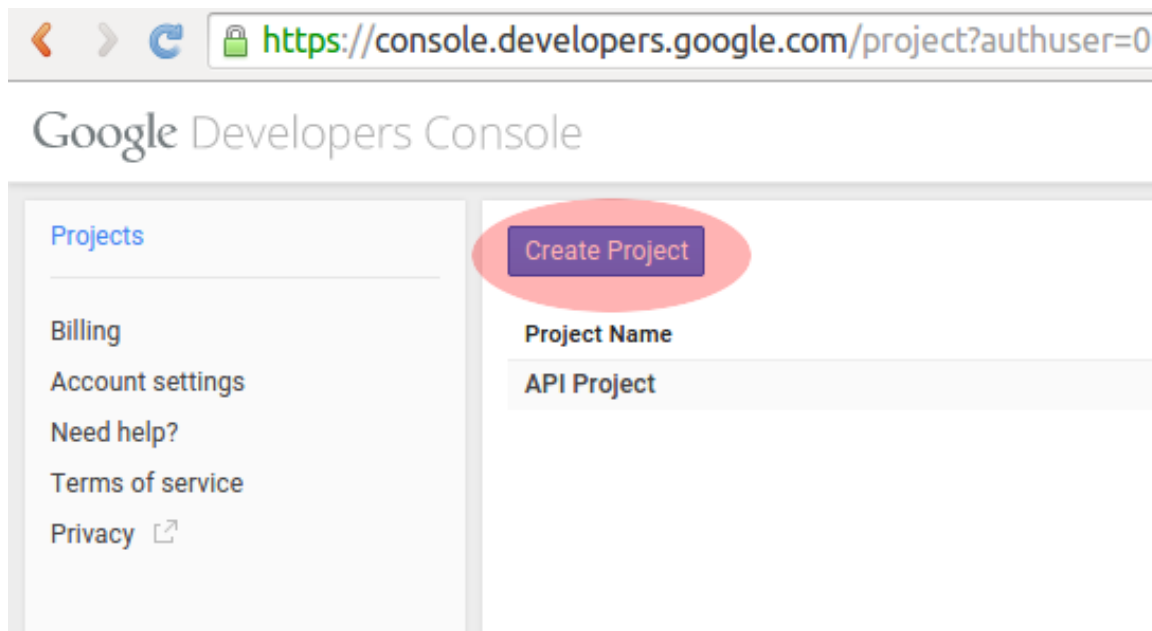 https://console.developers.google.com/project?authuser=0
Google Developers Console
Projects
Billing
Account settings
Need help?
Terms of service
Privacy
Create Project
Project Name
API Project